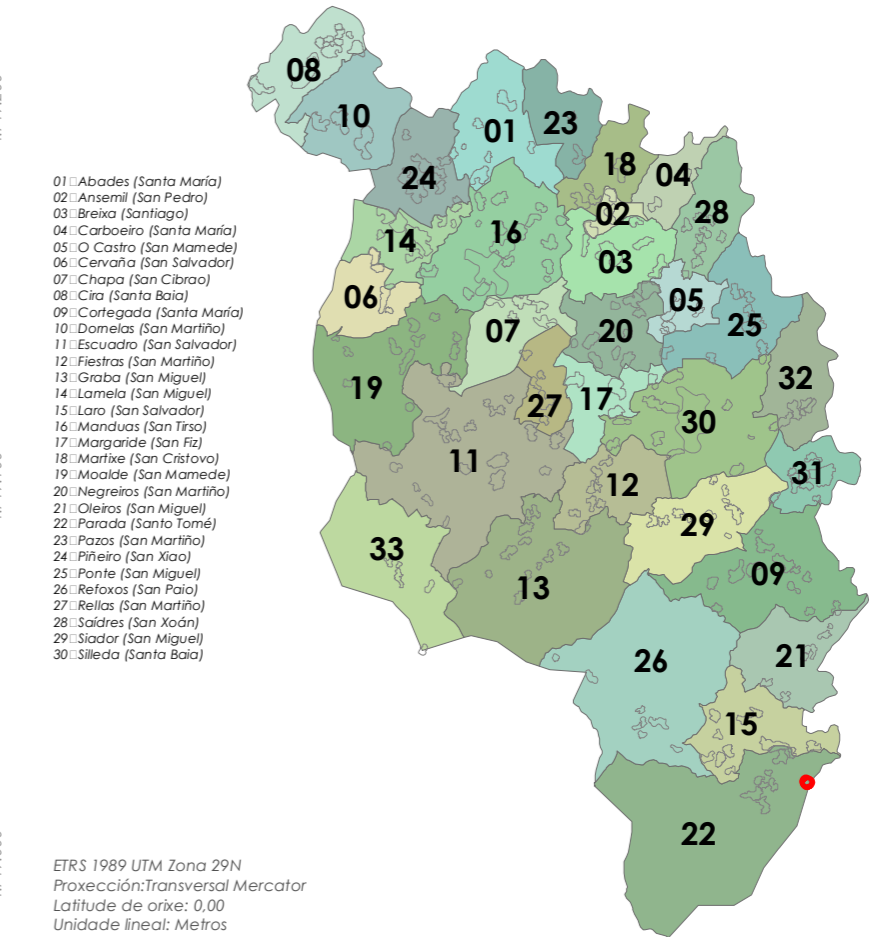 08
10
01
23
18
04
24
28
02
16
14
03
06
05
07
20
25
32
19
17
27
30
11
31
12
29
33
09
13
26
21
15
22
01 Abades (Santa María)
02 Ansemil (San Pedro)
03 Breixa (Santiago)
04 Carboeiro (Santa María)
05 O Castro (San Mamede)
06 Cervaña (San Salvador)
07 Chapa (San Cibrao)
08 Cira (Santa Baia)
09 Cortegada (Santa María)
10 Dornelas (San Martiño)
11 Escuadro (San Salvador)
12 Fiestras (San Martiño)
13 Graba (San Miguel)
14 Lamela (San Miguel)
15 Laro (San Salvador)
16 Manduas (San Tirso)
17 Margaride (San Fiz)
18 Martixe (San Cristovo)
19 Moalde (San Mamede)
20 Negreiros (San Martiño)
21 Oleiros (San Miguel)
22 Parada (Santo Tomé)
23 Pazos (San Martiño)
24 Piñeiro (San Xiao)
25 Ponte (San Miguel)
26 Refoxos (San Paio)
27 Rellas (San Martiño)
28 Saídres (San Xoán)
29 Siador (San Miguel)
30 Silleda (Santa Baia)
ETRS 1989 UTM Zona 29N
Proxección:Transversal Mercator
Latitude de orixe: 0,00
Unidade lineal: Metros